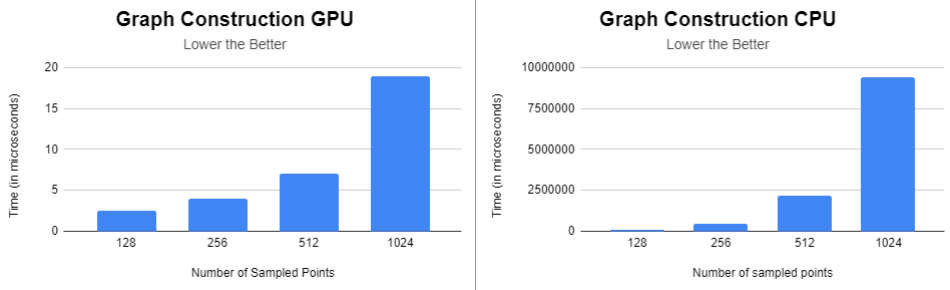 Graph Construction GPU
Lower the Better
20
15
10
5
0
Time (in microseconds)
128 256 512 1024
Number of Sampled Points
Graph Construction CPU
Lower the Better
10000000
7500000
5000000
2500000
0
Time (in microseconds)
128 256 512 1024
Number of sampled points